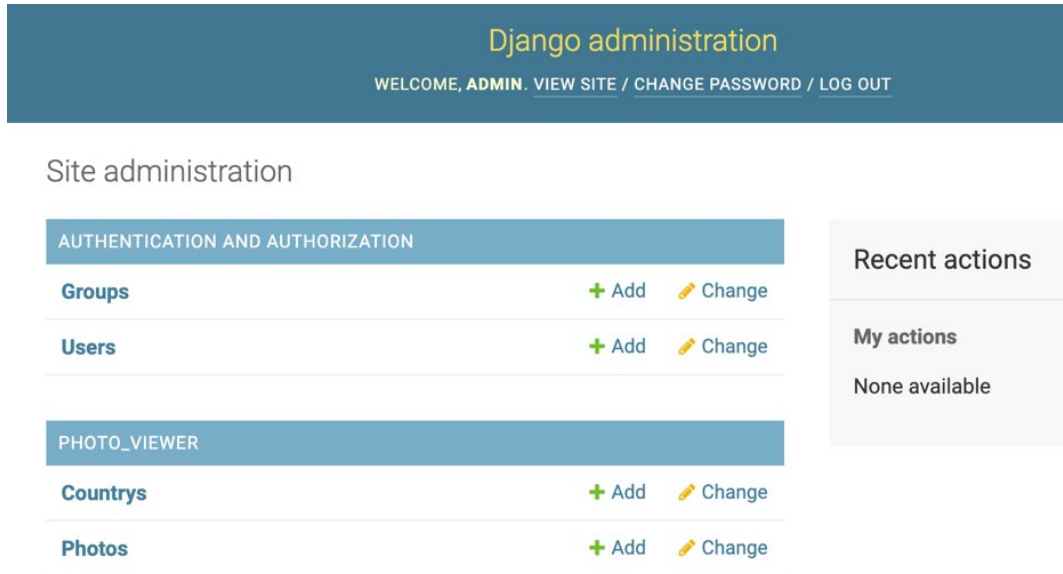 Django administration
WELCOME, ADMIN. VIEW SITE / CHANGE PASSWORD / LOG OUT
Site administration
AUTHENTICATION AND AUTHORIZATION
Groups + Add Change
Users + Add Change
PHOTO_VIEWER
Countrys + Add Change
Photos + Add Change
Recent actions
My actions
None available